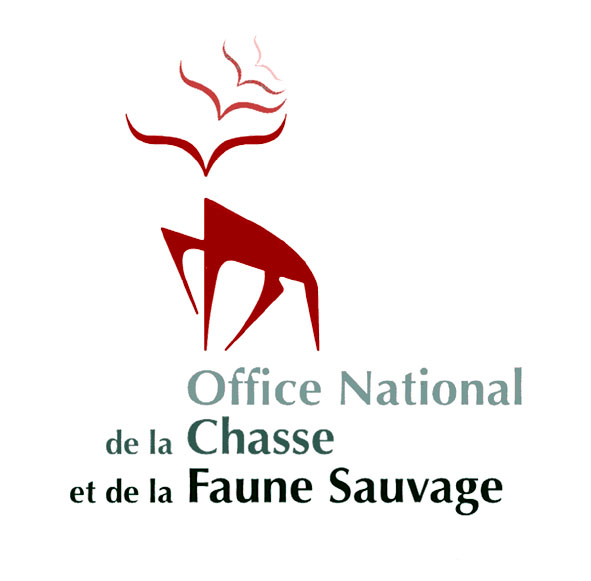 Office National
de la Chasse
et de la Faune Sauvage